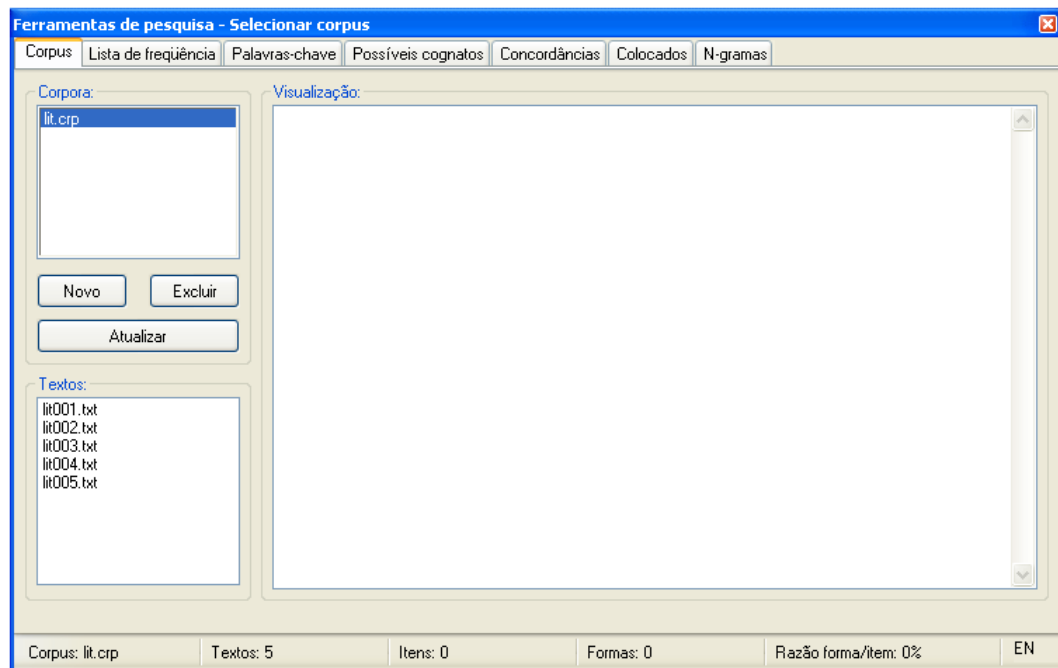 Ferramentas de pesquisa - Selecionar corpus
Corpus Lista de freqüência Palavras-chave Possíveis cognatos Concordâncias Colocados N-gramas
Corpora:
lit.crp
Novo Excluir
Atualizar
Textos:
lit001.txt
lit002.txt
lit003.txt
lit004.txt
lit005.txt
Visualização:
Corpus: lit.crp Textos: 5 Itens: 0 Formas: 0 Razão forma/item: 0% EN